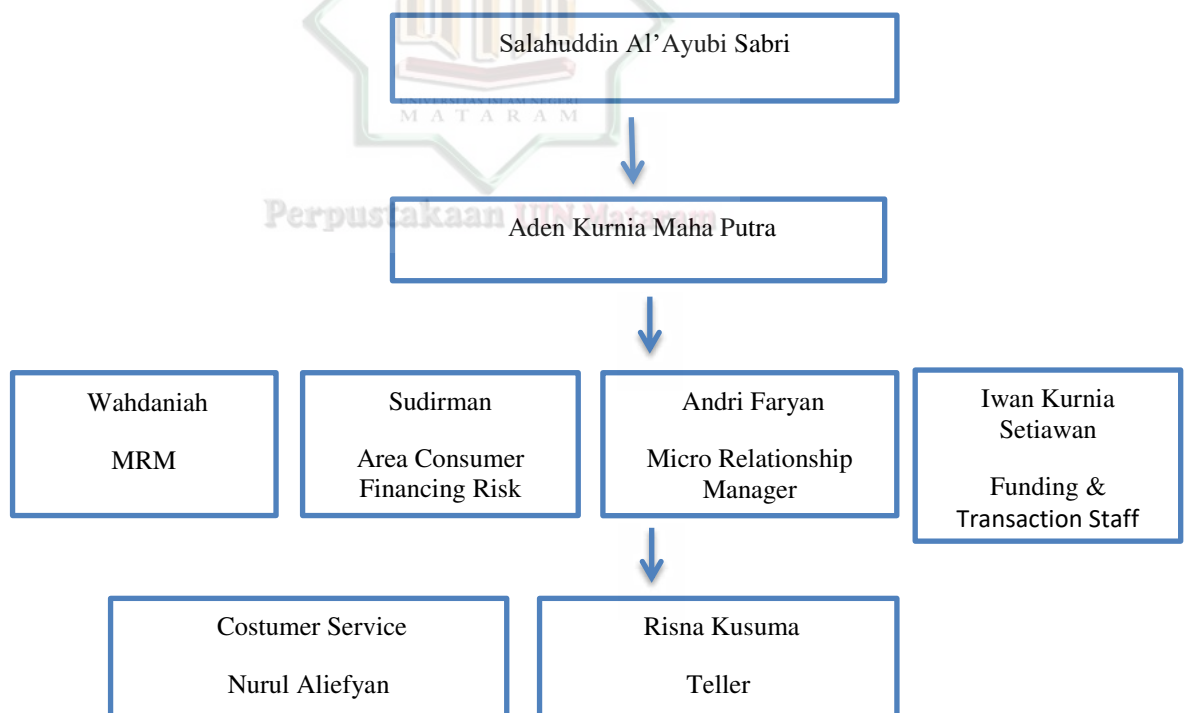 Salahuddin Al’Ayubi Sabri
UNIVERSITAS ISLAM NEGERI
M A T A R A M
Perpustakaan UIN Mataram
Aden Kurnia Maha Putra
Wahdaniah
MRM
Sudirman
Area Consumer
Financing Risk
Andri Faryan
Micro Relationship
Manager
Iwan Kurnia
Setiawan
Funding &
Transaction Staff
Costumer Service
Nurul Aliefyan
Risna Kusuma
Teller